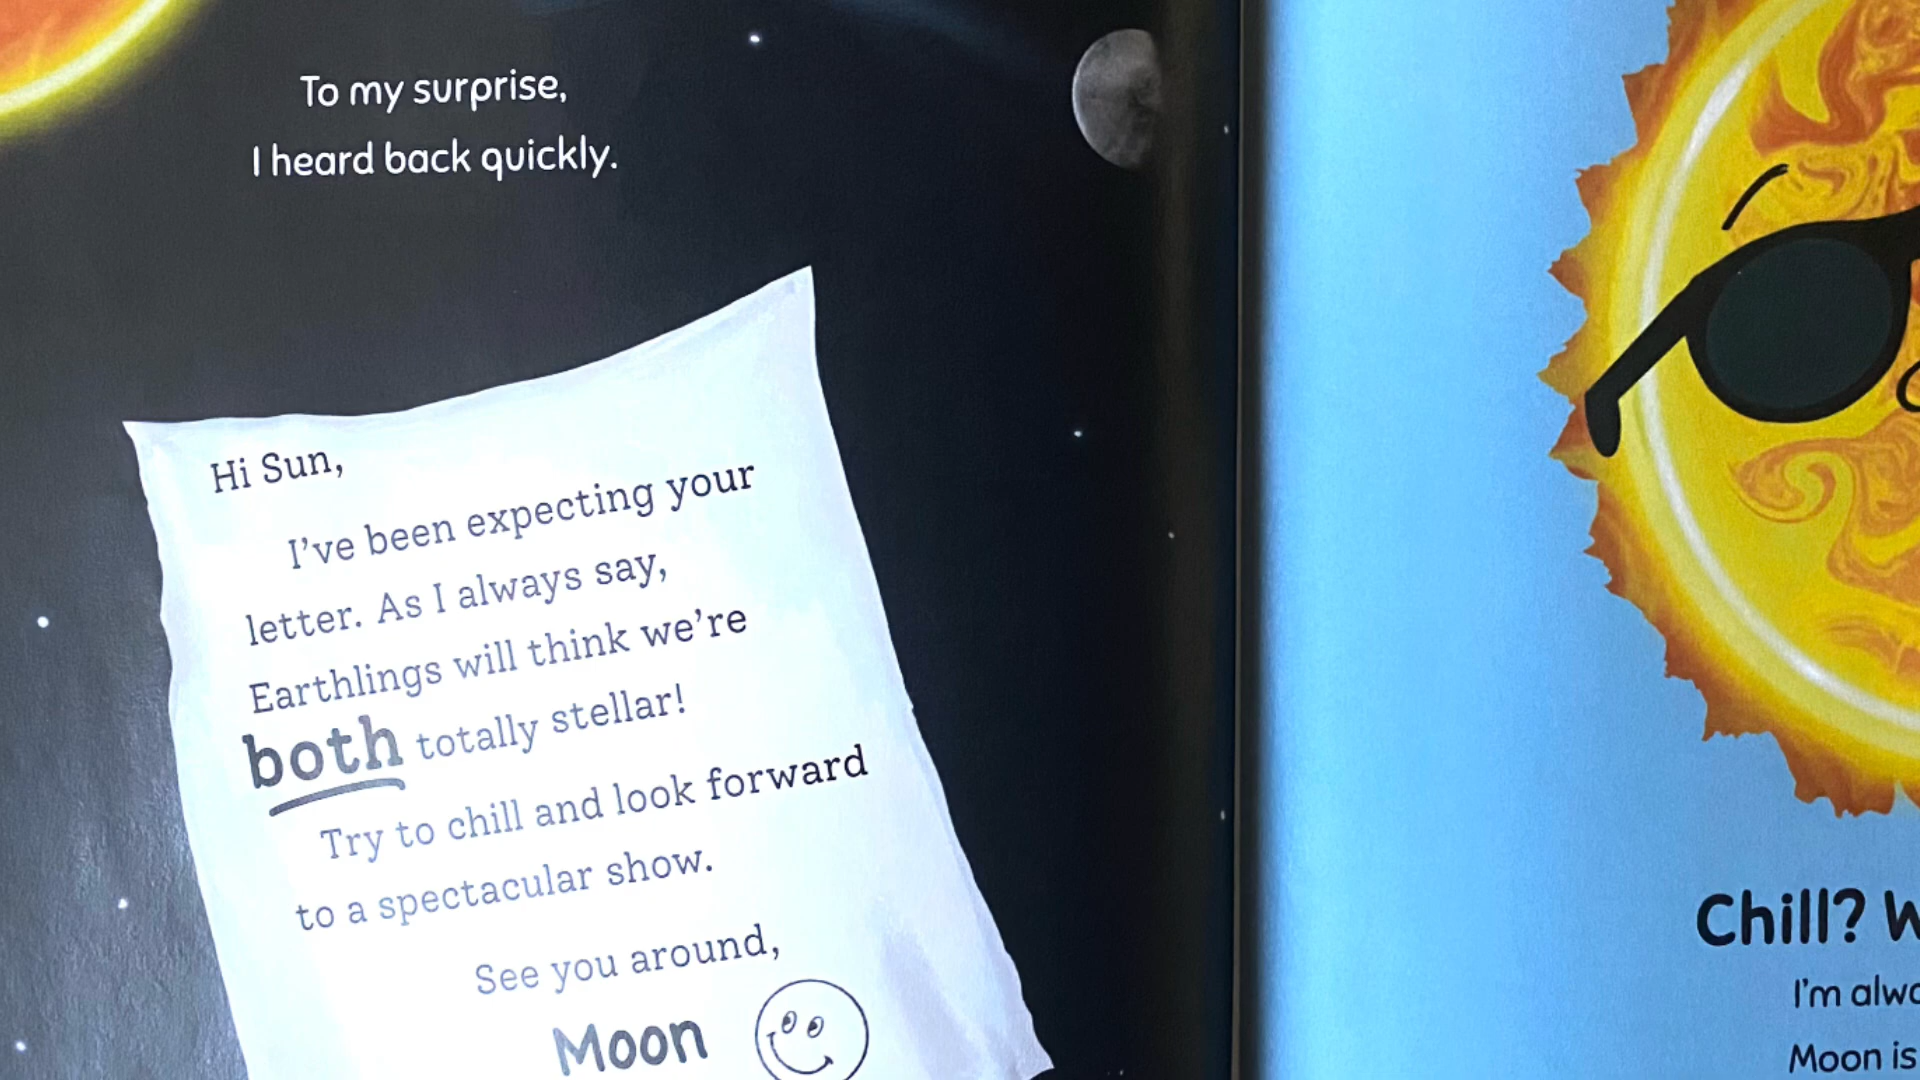 To my surprise,
I heard back quickly.
Hi Sun,
I've been expecting your
letter. As I always say,
Earthlings will think we're
both totally stellar!
Try to chill and look forward
to a spectacular show.
See you around,
Moon
Chill?
I'm
Moon is